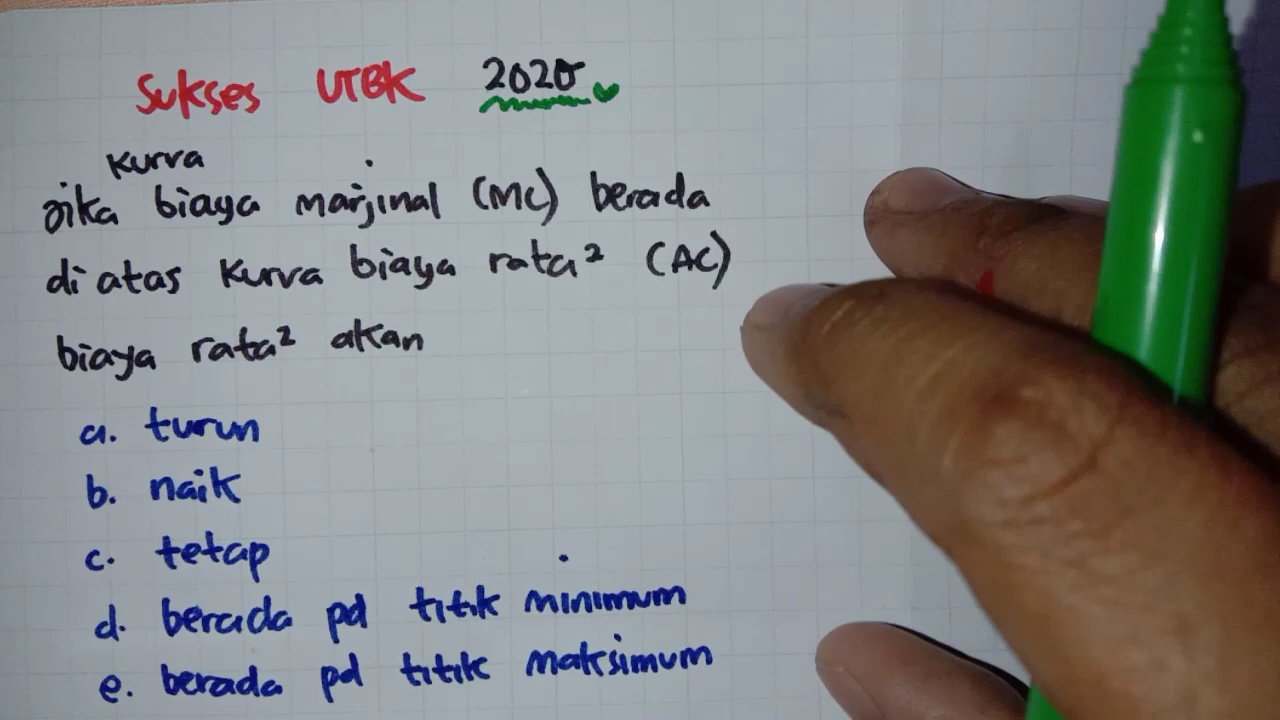 Sukses UTBK 2020
Kurva
jika biaya marjinal (MC) berada
di atas kurva biaya rata² (AC)
biaya rata² akan
a. turun
b. naik
c. tetap
d. berada pd titik minimum
e. berada pd titik maksimum